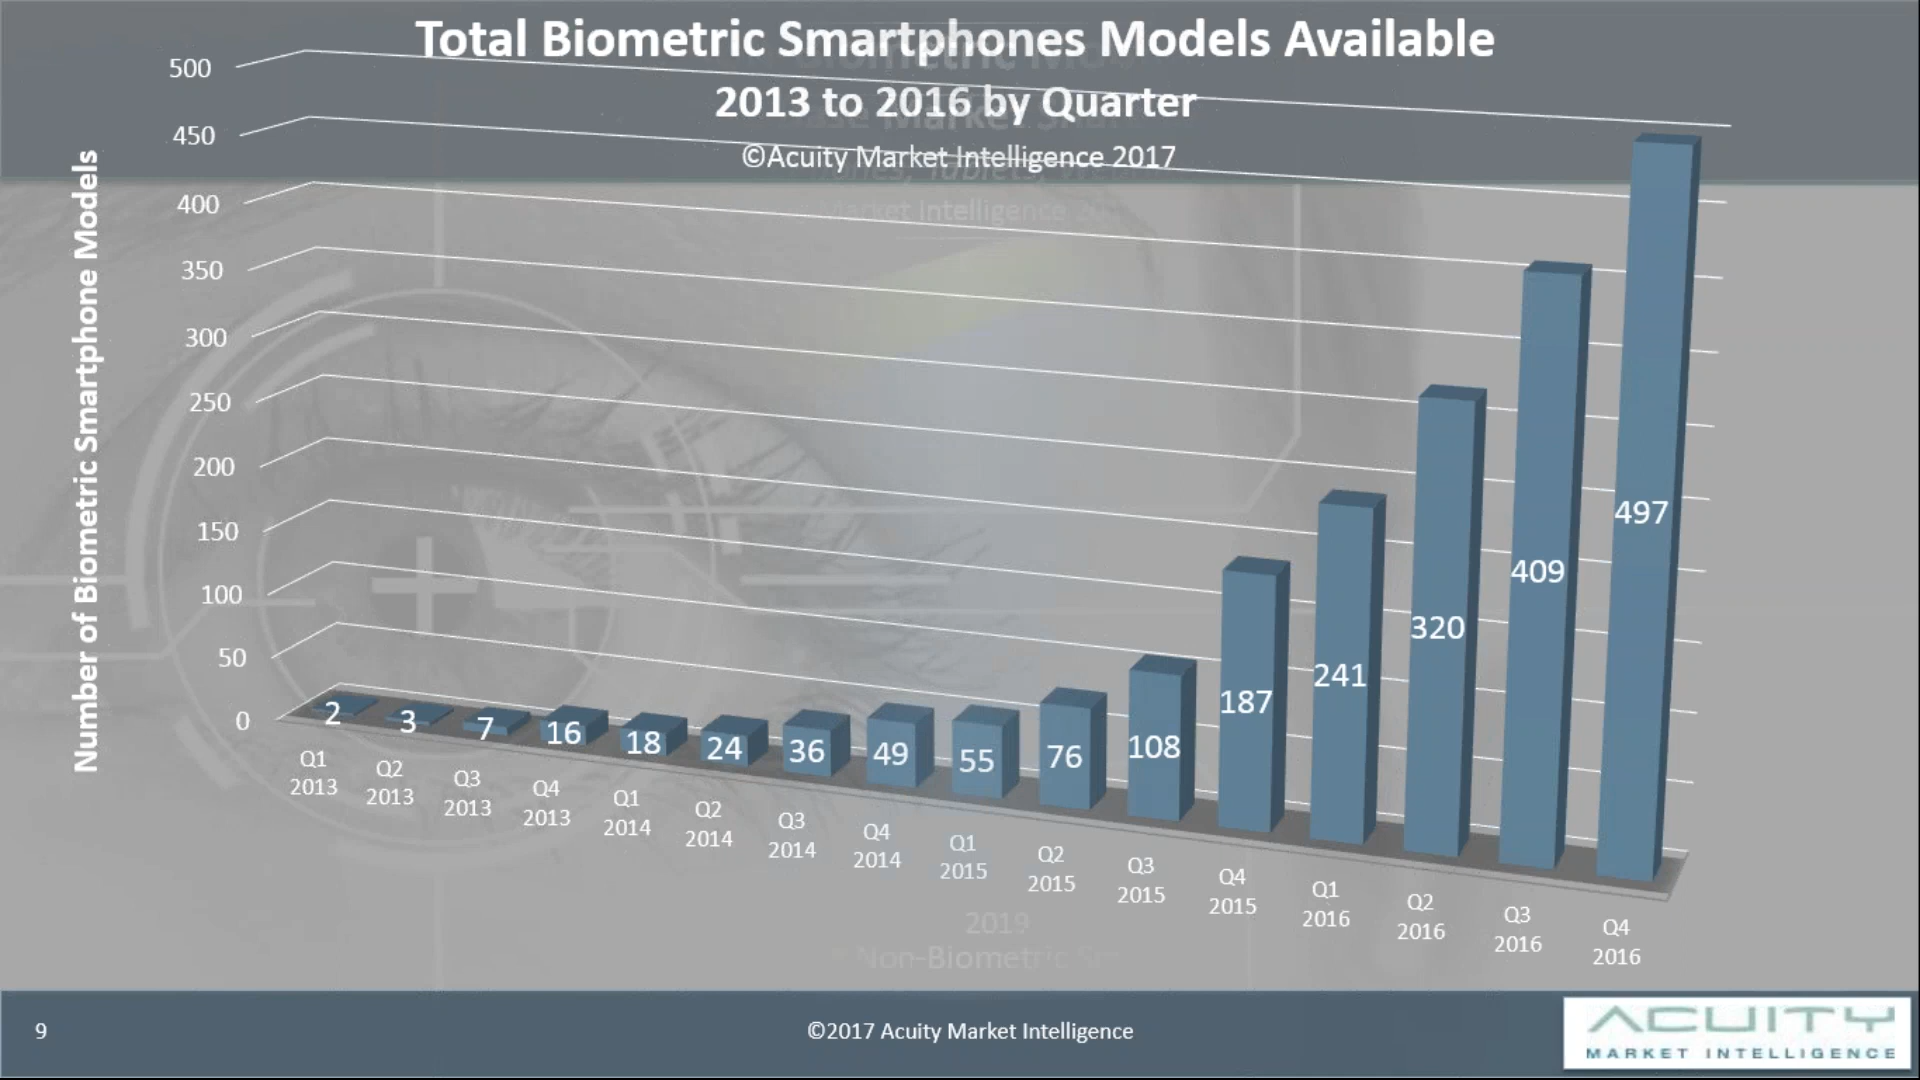 Total Biometric Smartphones Models Available
2013 to 2016 by Quarter
©Acuity Market Intelligence 2017
Number of Biometric Smartphone Models
500
450
400
350
300
250
200
150
100
50
0
2
3
7
16
18
24
36
49
55
76
108
187
241
320
409
497
Q1
2013
Q2
2013
Q3
2013
Q4
2013
Q1
2014
Q2
2014
Q3
2014
Q4
2014
Q1
2015
Q2
2015
Q3
2015
Q4
2015
Q1
2016
Q2
2016
Q3
2016
Q4
2016
2019
Non-Biometric
9
©2017 Acuity Market Intelligence
ACUITY
MARKET INTELLIGENCE